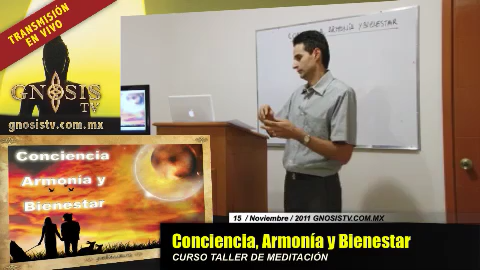 TRANSMISIÓN
EN VIVO
GNOSIS
TV
gnosistv.com.mx
CONCIENCIA, ARMONÍA Y BIENESTAR
Conciencia
Armonía y
Bienestar
15 / Noviembre / 2011 GNOSISTV.COM.MX
Conciencia, Armonía y Bienestar
CURSO TALLER DE MEDITACIÓN